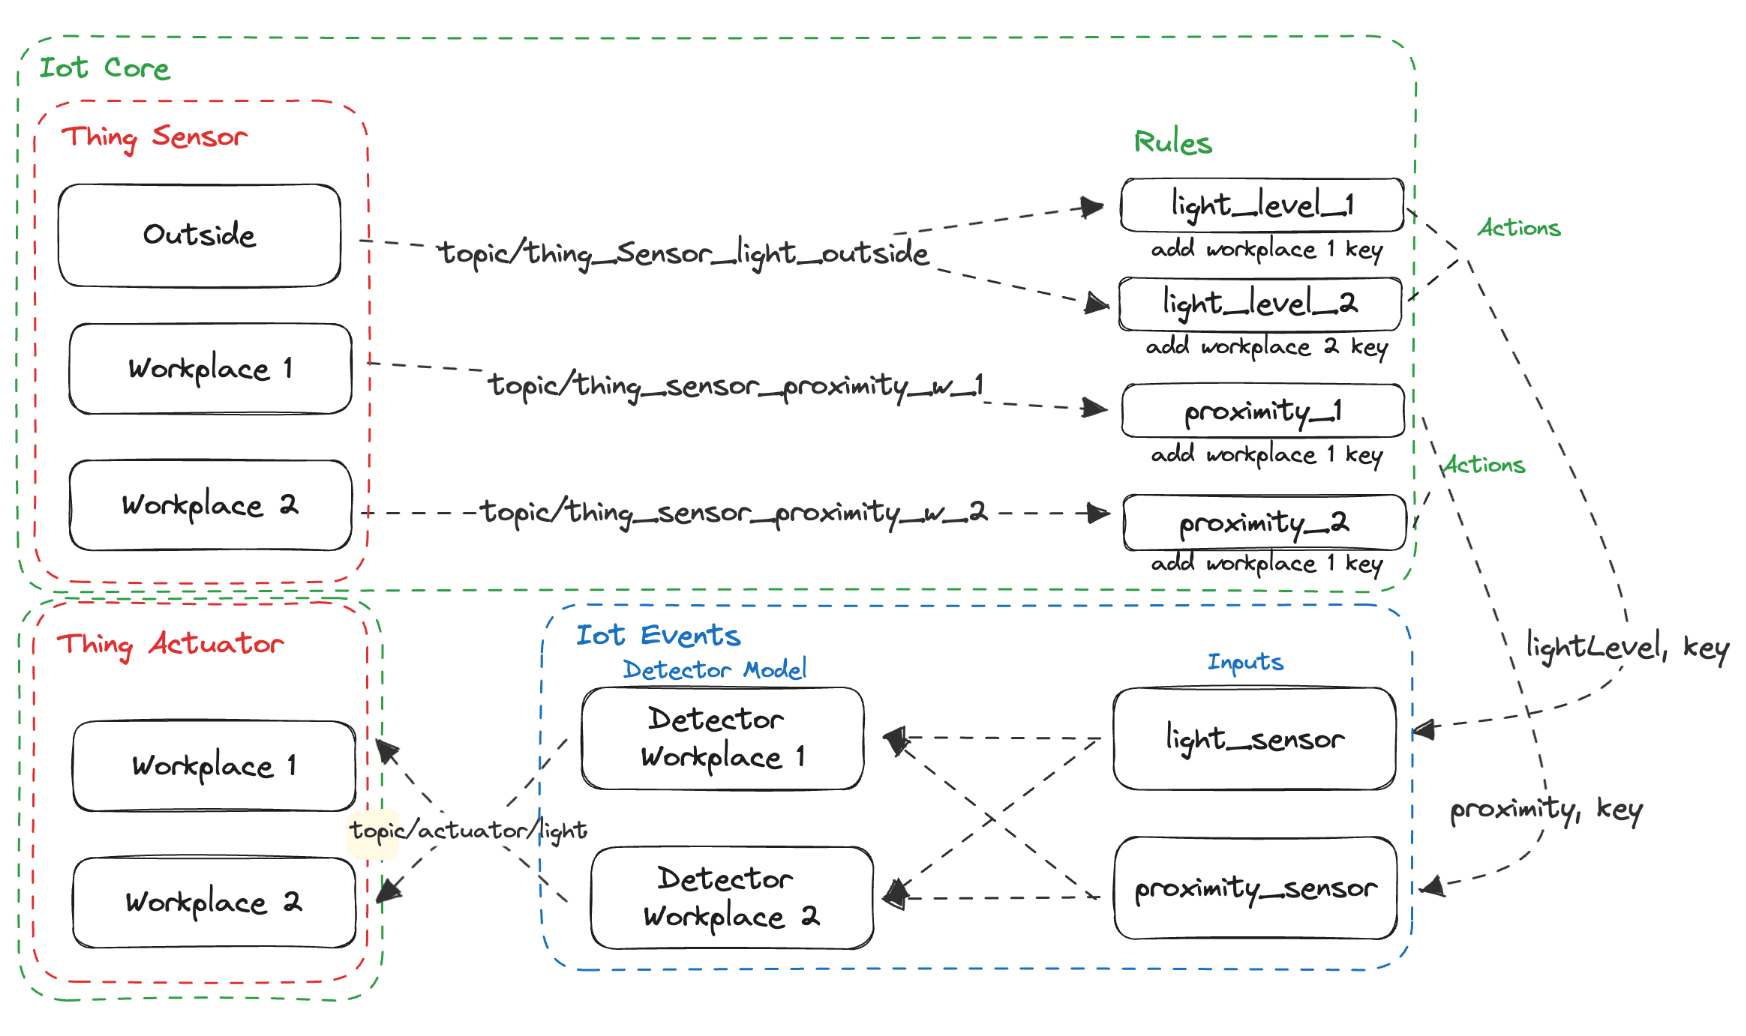 Iot Core
Thing Sensor
Rules
Outside
topic/thing_Sensor_light_outside
light_level_1
add workplace 1 key
Actions
light_level_2
add workplace 2 key
Workplace 1
topic/thing_sensor_proximity_w_1
proximity_1
add workplace 1 key
Actions
Workplace 2
topic/thing_sensor_proximity_w_2
proximity_2
add workplace 1 key
Thing Actuator
Iot Events
Detector Model
Inputs
lightLevel, key
Workplace 1
Detector
Workplace 1
light_sensor
topic/actuator/light
proximity, key
Workplace 2
Detector
Workplace 2
proximity_sensor